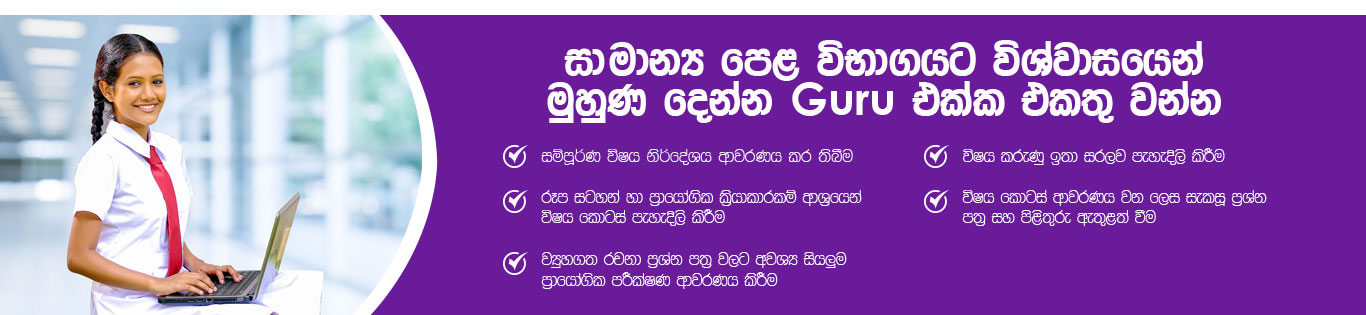 සාමාන්‍ය පෙළ විභාගයට විශ්වාසයෙන්
මුහුණ දෙන්න Guru එක්ක එකතු වන්න
සම්පූර්ණ විෂය නිර්දේශය ආවරණය කර තිබීම
රූප සටහන් හා ප්‍රායෝගික ක්‍රියාකාරකම් ආශ්‍රයෙන්
විෂය කොටස් පැහැදිලි කිරීම
ව්‍යුහගත රචනා ප්‍රශ්න පත්‍ර වලට අවශ්‍ය සියලුම
ප්‍රායෝගික පරීක්ෂණ ආවරණය කිරීම
විෂය කරුණු ඉතා සරලව පැහැදිලි කිරීම
විෂය කොටස් ආවරණය වන ලෙස සැකසූ ප්‍රශ්න
පත්‍ර සහ පිළිතුරු ඇතුළත් වීම